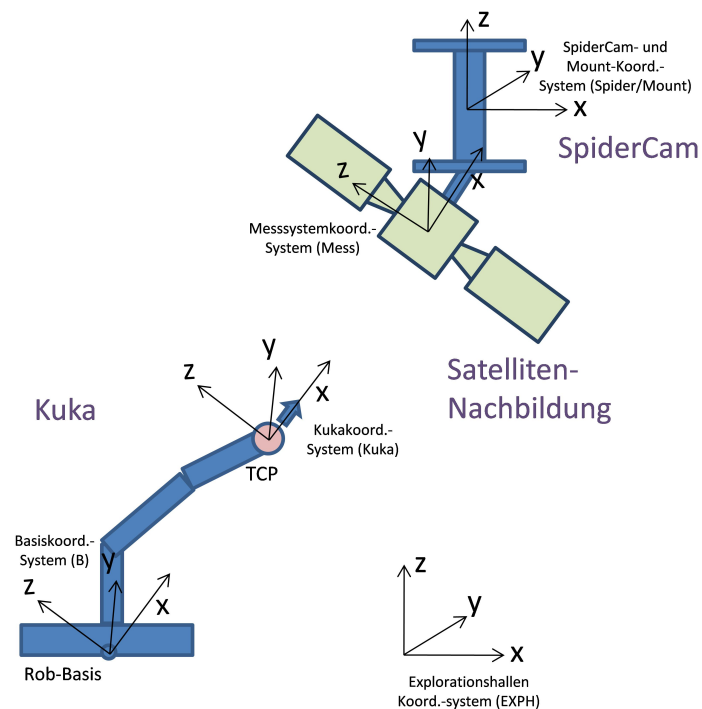 z
SpiderCam- und
Mount-Koord.-
System (Spider/Mount)
y
x
SpiderCam
y
z
x
Messsystemkoord.-
System (Mess)
Satelliten-
Nachbildung
y
z
x
Kuka
Kukakoord.-
System (Kuka)
TCP
Basiskoord.-
System (B)
y
z
x
Rob-Basis
z
y
x
Explorationshallen
Koord.-system (EXPH)